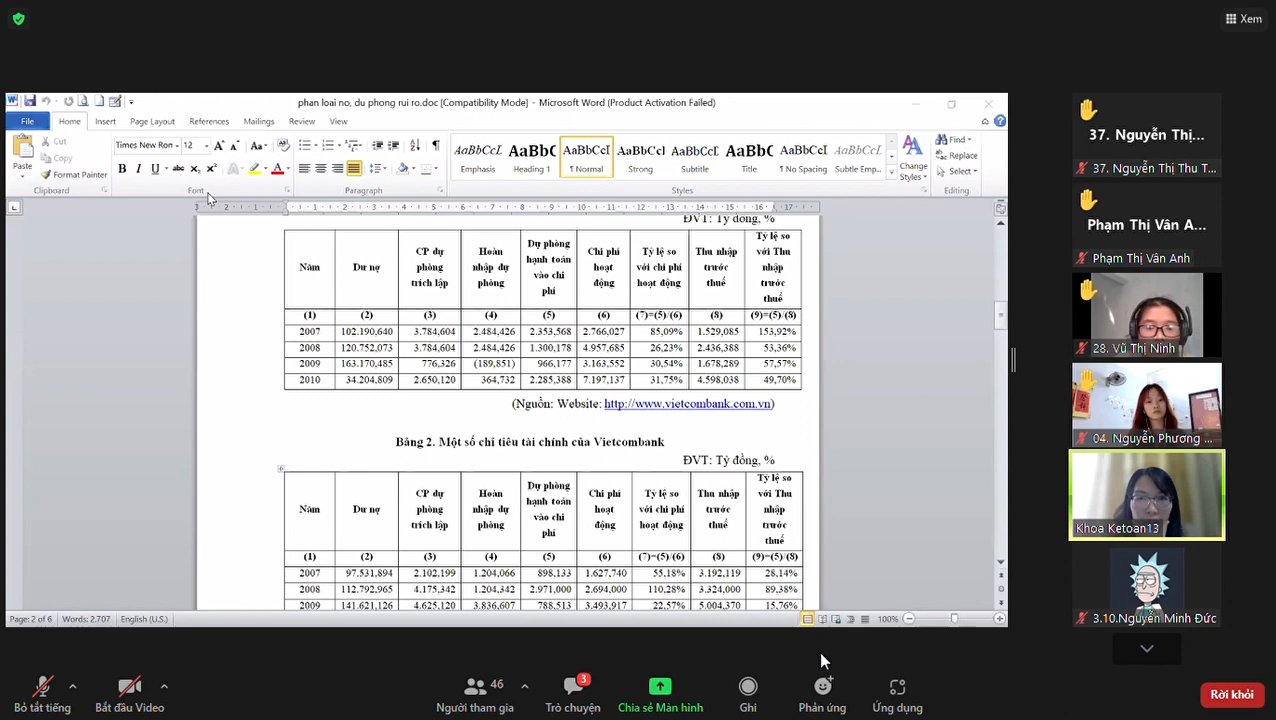 Xem
phan loai no, du phong rui ro.doc [Compatibility Mode] - Microsoft Word (Product Activation Failed)
File Home Insert Page Layout References Mailings Review View
Paste
Cut
Copy
Format Painter
Clipboard
Times New Rom 12
Font
Paragraph
AaBbCcL AaBbC AaBbCcI AaBbCc AaBbCcI AaBbC AaBbCcI AaBbCcL
Emphasis Heading 1 ¶ Normal Strong Subtitle Title ¶ No Spacing Subtle Emp...
Change Styles
Styles
Find
Replace
Select
Editing
ĐVT: Tỷ đồng, %
Năm | Dư nợ | CP dự phòng trích lập | Hoàn nhập dự phòng | Dự phòng hạnh toán vào chi phí | Chi phí hoạt động | Tỷ lệ so với chi phí hoạt động | Thu nhập trước thuế | Tỷ lệ so với Thu nhập trước thuế
(1) (2) (3) (4) (5) (6) (7)=(5)/(6) (8) (9)=(5)/(8)
2007 102.190,640 3.784,604 2.484,426 2.353,568 2.766,027 85,09% 1.529,085 153,92%
2008 120.752,073 3.784,604 2.484,426 1.300,178 4.957,685 26,23% 2.436,388 53,36%
2009 163.170,485 776,326 (189,851) 966,177 3.163,552 30,54% 1.678,289 57,57%
2010 34.204,809 2.650,120 364,732 2.285,388 7.197,137 31,75% 4.598,038 49,70%
(Nguồn: Website: http://www.vietcombank.com.vn)
Bảng 2. Một số chỉ tiêu tài chính của Vietcombank
ĐVT: Tỷ đồng, %
Năm | Dư nợ | CP dự phòng trích lập | Hoàn nhập dự phòng | Dự phòng hạnh toán vào chi phí | Chi phí hoạt động | Tỷ lệ so với chi phí hoạt động | Thu nhập trước thuế | Tỷ lệ so với Thu nhập trước thuế
(1) (2) (3) (4) (5) (6) (7)=(5)/(6) (8) (9)=(5)/(8)
2007 97.531,894 2.102,199 1.204,066 898,133 1.627,740 55,18% 3.192,119 28,14%
2008 112.792,965 4.175,342 1.204,342 2.971,000 2.694,000 110,28% 3.324,000 89,38%
2009 141.621,126 4.625,120 3.836,607 788,513 3.493,917 22,57% 5.004,370 15,76%
Page: 2 of 6 Words: 2.707 English (U.S.) 100%
37. Nguyễn Thị...
37. Nguyễn Thị Thu T...
Phạm Thị Vân A...
Phạm Thị Vân Anh
28. Vũ Thị Ninh
04. Nguyễn Phương ...
Khoa Ketoan13
3.10.Nguyễn Minh Đức
Bỏ tắt tiếng
Bắt đầu Video
46
Người tham gia
3
Trò chuyện
Chia sẻ Màn hình
Ghi
Phản ứng
Ứng dụng
Rời khỏi